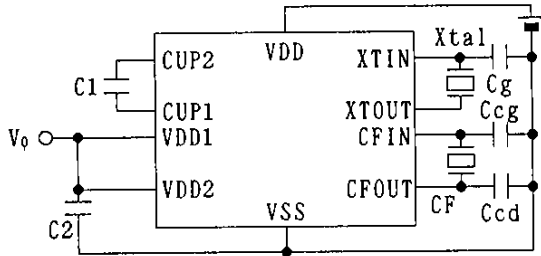 VDD
Xtal
CUP2
XTIN
C1
Cg
CUP1
XTOUT
Ccg
V0
VDD1
CFIN
VDD2
CFOUT
CF
C2
VSS
Ccd